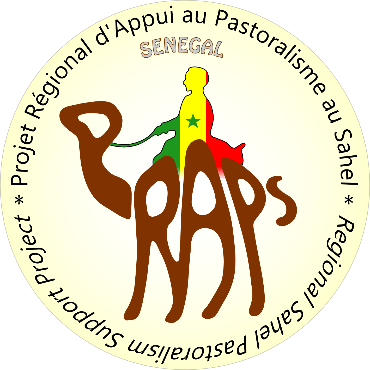 Projet Régional d'Appui au Pastoralisme au Sahel *
SENEGAL
PRAPS
Regional Sahel Pastoralism Support Project *